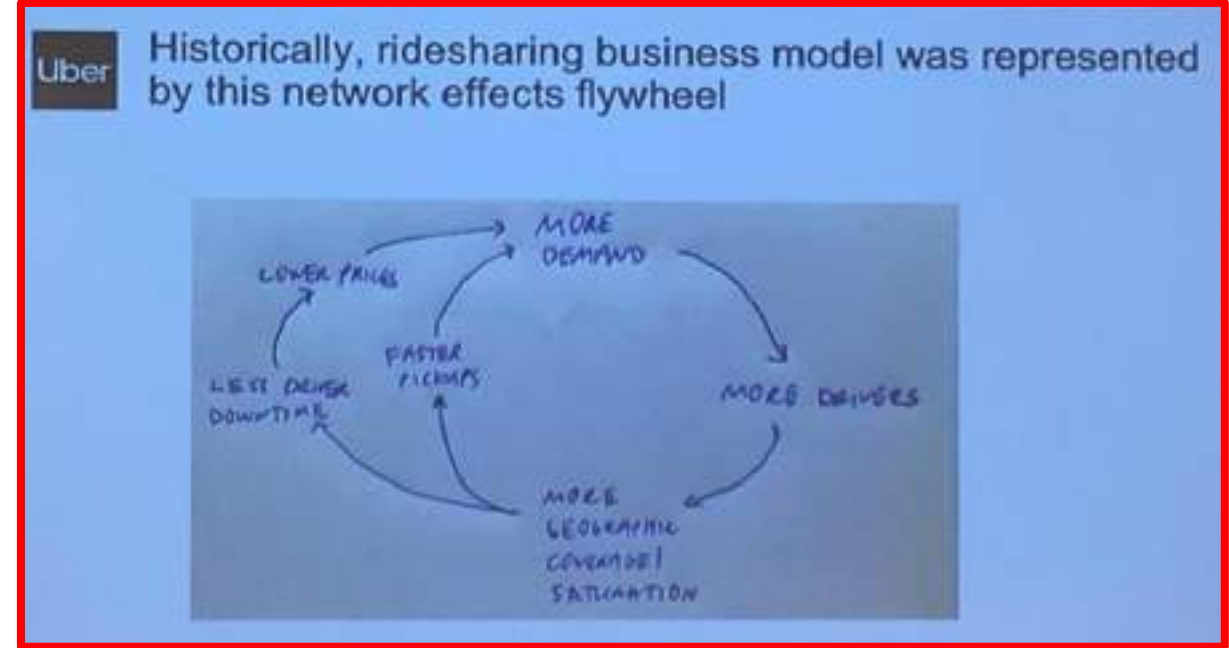 Uber
Historically, ridesharing business model was represented
by this network effects flywheel
MORE
DEMAND
LOWER PRICES
FASTER
PICKUPS
LESS DRIVER
DOWNTIME
MORE DRIVERS
MORE
GEOGRAPHIC
COVERAGE/
SATURATION